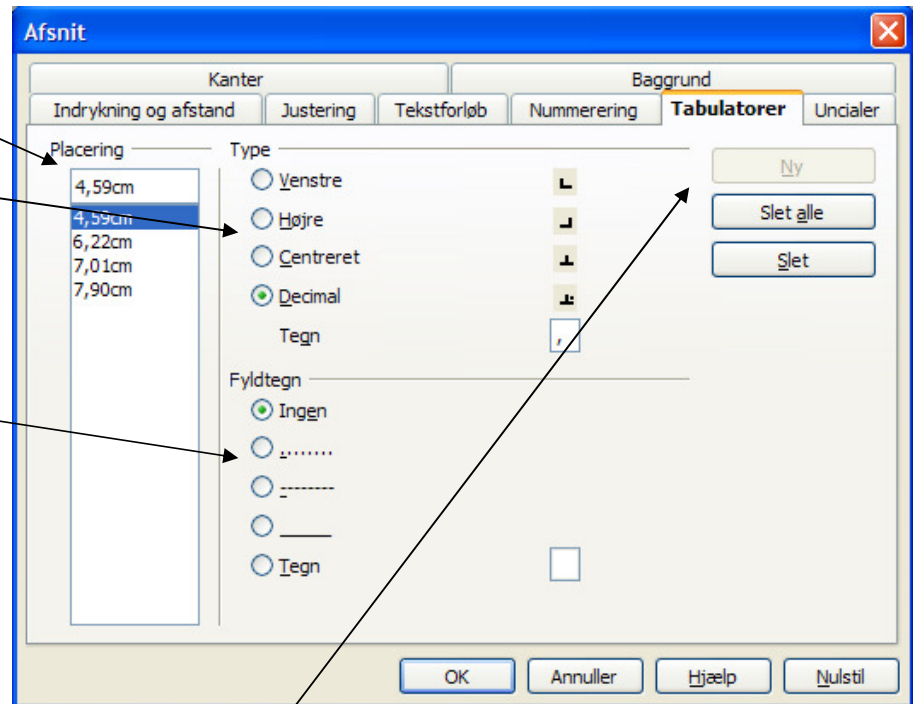 Afsnit
Kanter Baggrund
Indrykning og afstand Justering Tekstforløb Nummerering Tabulatorer Uncialer
Placering Type
4,59cm Venstre Ny
4,59cm Højre Slet alle
6,22cm
7,01cm Centreret Slet
7,90cm Decimal
Tegn ,
Fyldtegn
Ingen
........
--------
_____
Tegn
OK Annuller Hjælp Nulstil